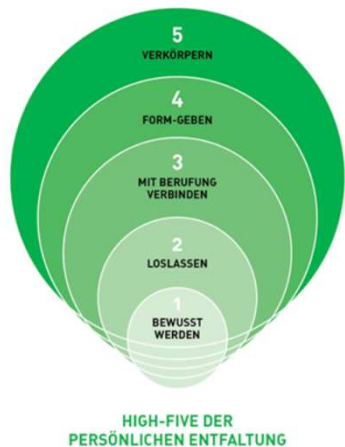 5
VERKÖRPERN
4
FORM-GEBEN
3
MIT BERUFUNG
VERBINDEN
2
LOSLASSEN
1
BEWUSST
WERDEN
HIGH-FIVE DER
PERSÖNLICHEN ENTFALTUNG